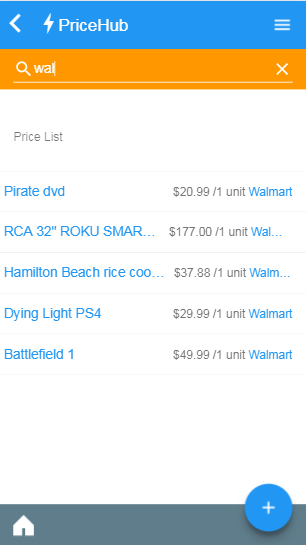 PriceHub
wal
Price List
Pirate dvd $20.99 /1 unit Walmart
RCA 32" ROKU SMAR... $177.00 /1 unit Wal...
Hamilton Beach rice coo... $37.88 /1 unit Walm...
Dying Light PS4 $29.99 /1 unit Walmart
Battlefield 1 $49.99 /1 unit Walmart